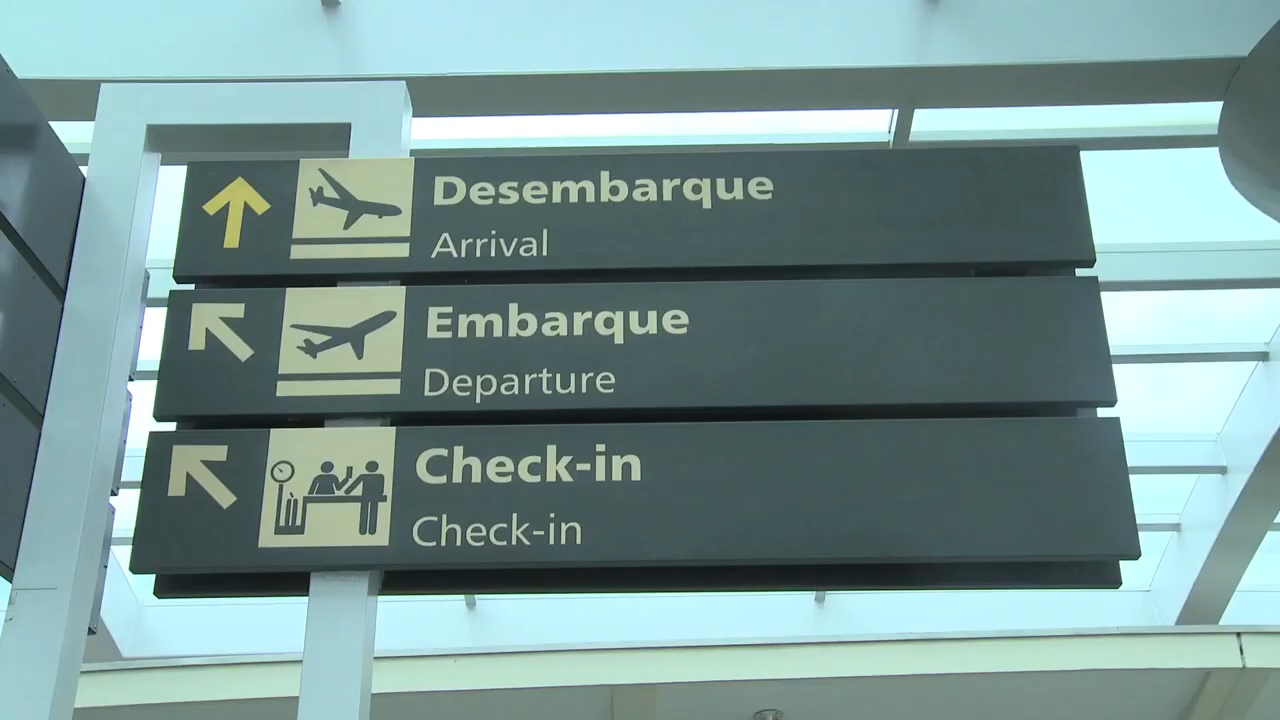 Desembarque
Arrival
Embarque
Departure
Check-in
Check-in